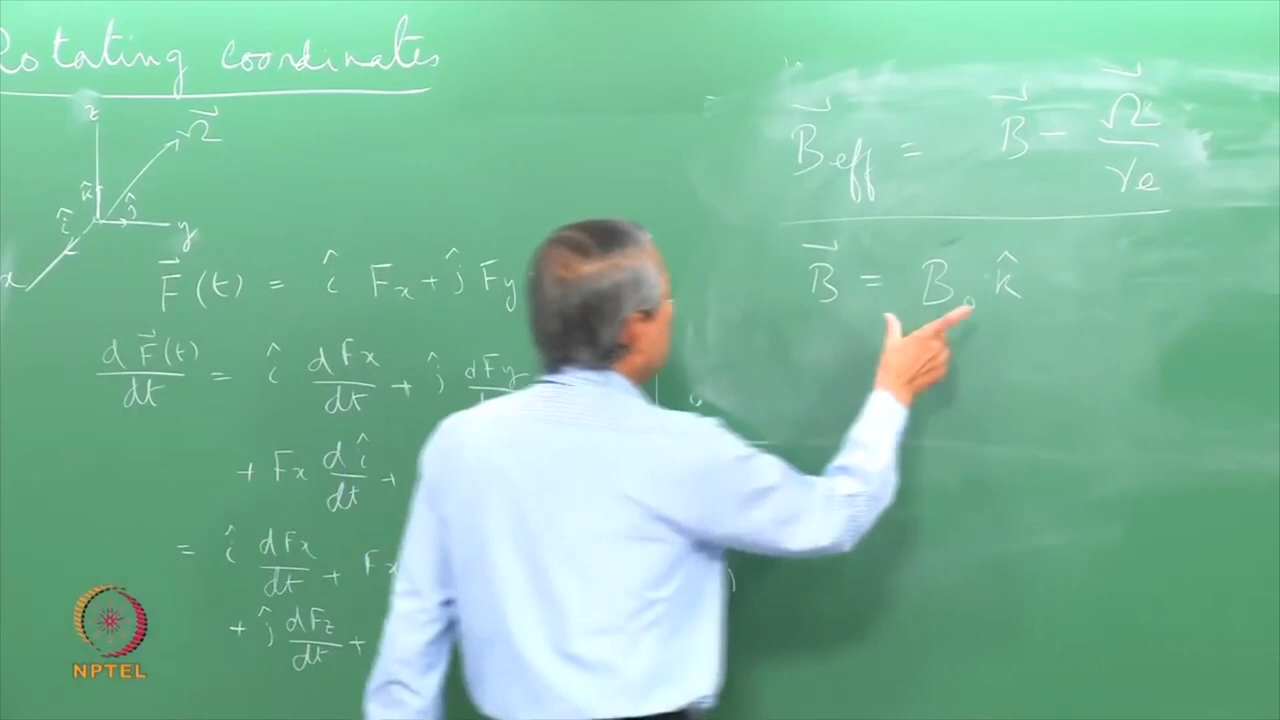 Rotating coordinates
z
Ω⃗
k̂
î ĵ
y
x
F⃗(t) = î Fx + ĵ Fy
dF⃗(t)/dt = î dFx/dt + ĵ dFy/
+ Fx dî/dt +
= î dFx/dt + Fx
+ ĵ dFz/dt +
B⃗eff = B⃗ - Ω⃗/γe
B⃗ = B₀ k̂
NPTEL